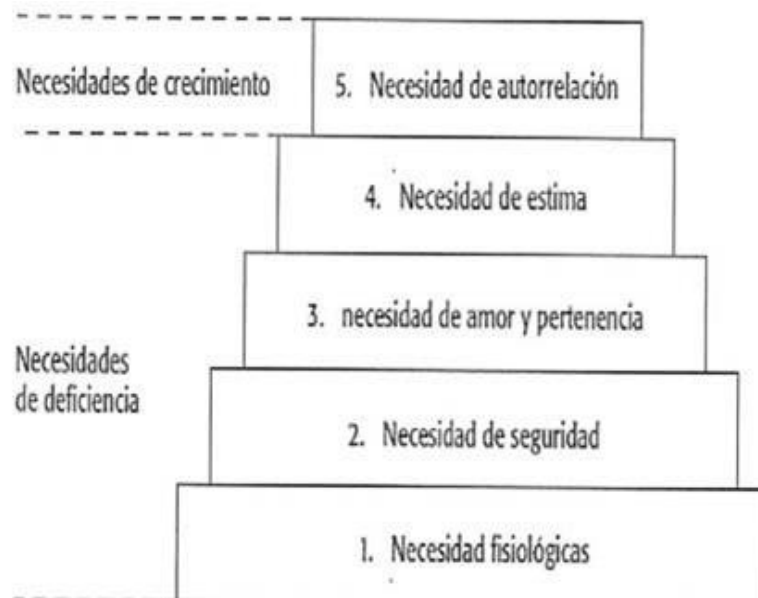 Necesidades de crecimiento
5. Necesidad de autorrelación
4. Necesidad de estima
3. necesidad de amor y pertenencia
Necesidades
de deficiencia
2. Necesidad de seguridad
1. Necesidad fisiológicas